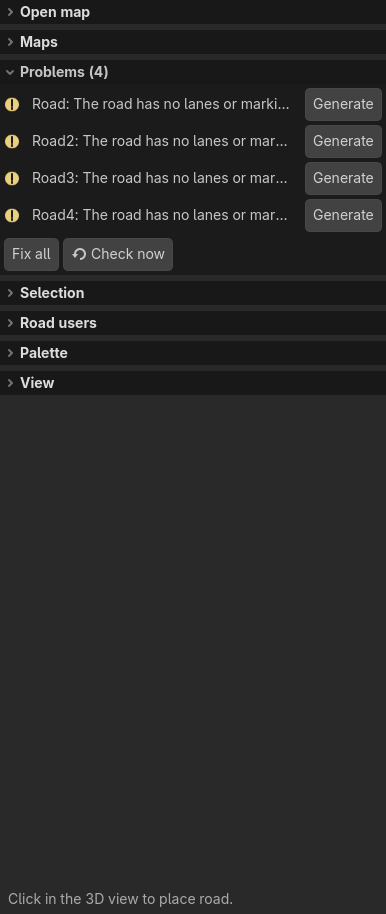 Open map
Maps
Problems (4)
Road: The road has no lanes or marki... Generate
Road2: The road has no lanes or mar... Generate
Road3: The road has no lanes or mar... Generate
Road4: The road has no lanes or mar... Generate
Fix all Check now
Selection
Road users
Palette
View
Click in the 3D view to place road.